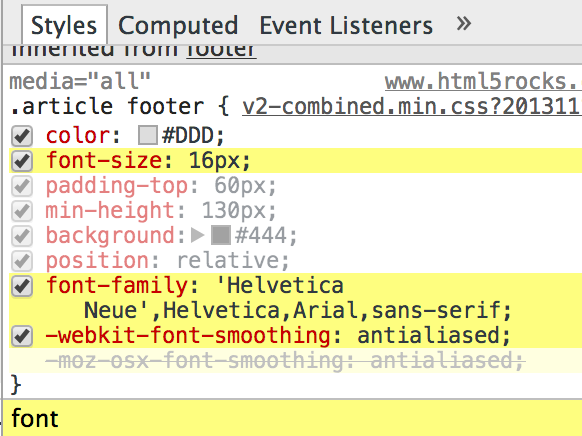 Styles Computed Event Listeners »
Inherited from footer
media="all" www.html5rocks.
.article footer { v2-combined.min.css?201311
color: #DDD;
font-size: 16px;
padding-top: 60px;
min-height: 130px;
background: #444;
position: relative;
font-family: 'Helvetica
Neue',Helvetica,Arial,sans-serif;
-webkit-font-smoothing: antialiased;
-moz-osx-font-smoothing: antialiased;
}
font